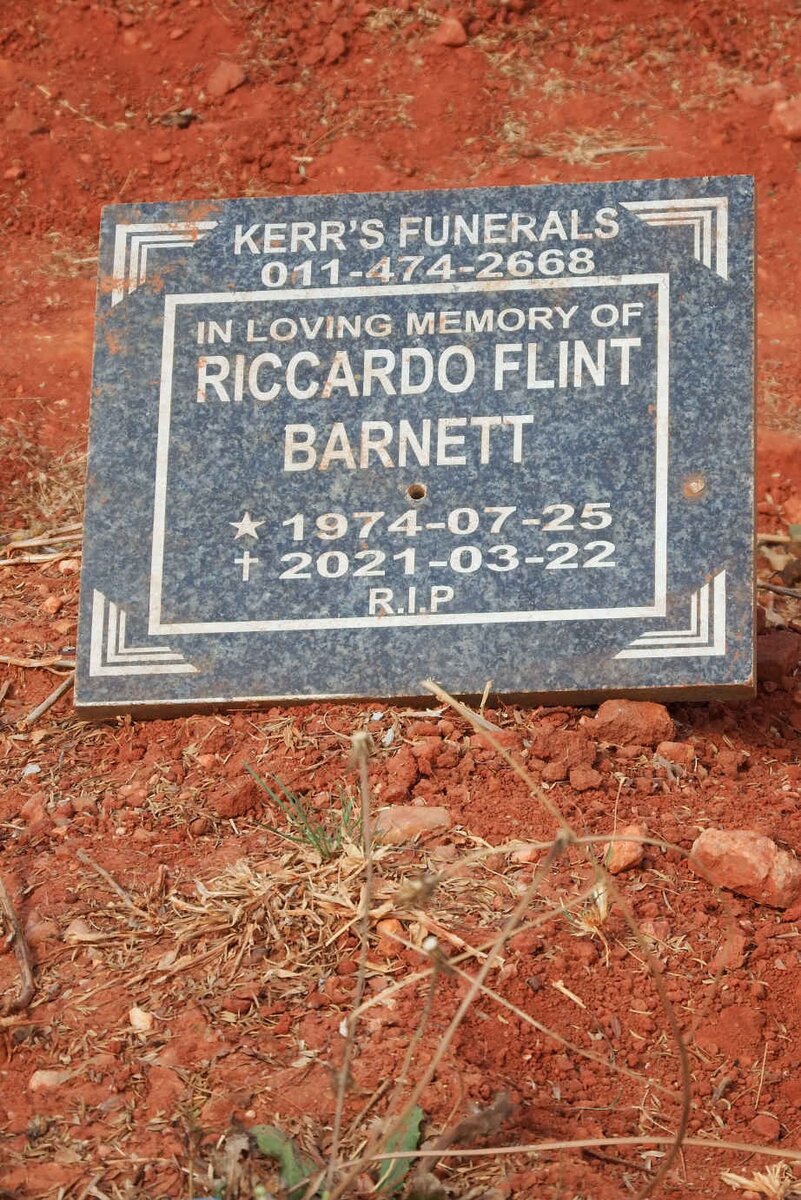 KERR'S FUNERALS
011-474-2668
IN LOVING MEMORY OF
RICCARDO FLINT
BARNETT
★ 1974-07-25
✝ 2021-03-22
R.I.P